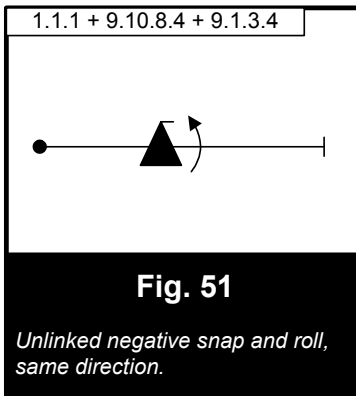 1.1.1 + 9.10.8.4 + 9.1.3.4
Fig. 51
Unlinked negative snap and roll,
same direction.